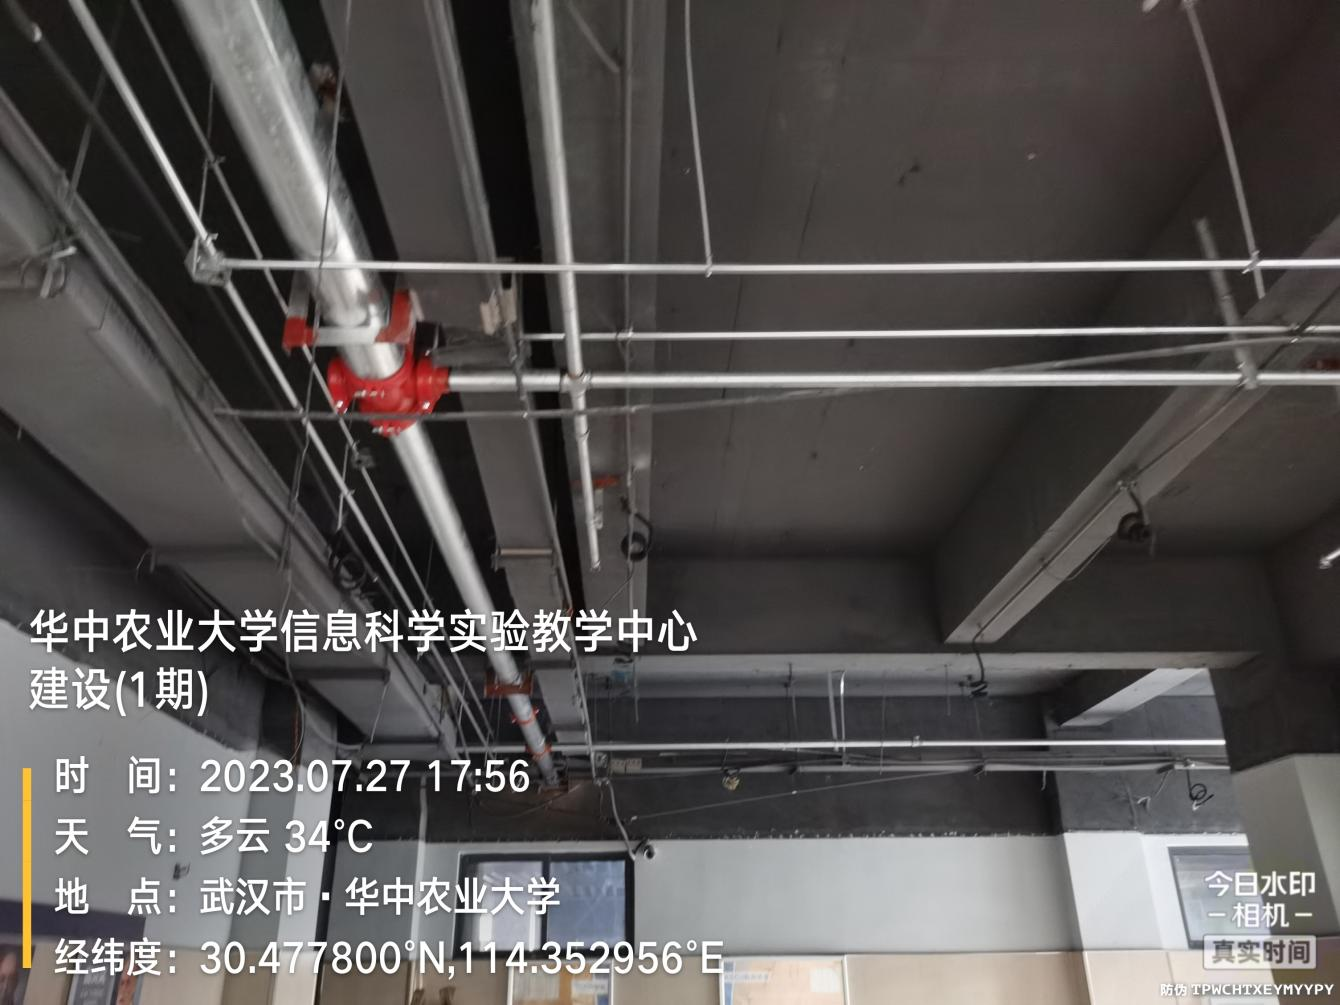 华中农业大学信息科学实验教学中心
建设(1期)
时 间: 2023.07.27 17:56
天 气: 多云 34°C
地 点: 武汉市·华中农业大学
经纬度: 30.477800°N,114.352956°E
今日水印
-相机-
真实时间
防伪 TPWCHTXEYMYYPY